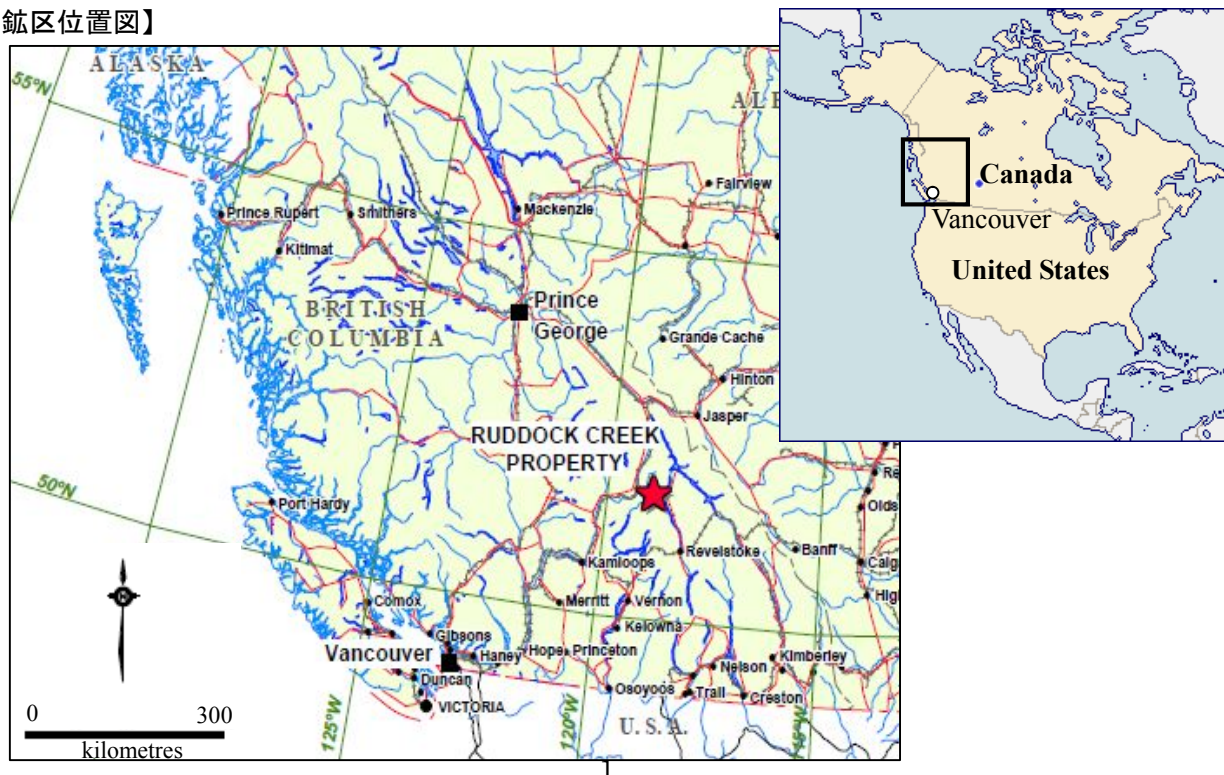 鉱区位置図】
ALASKA
55°N
Fairview
Prince Rupert
Smithers
Mackenzie
Kitimat
Prince
George
BRITISH
COLUMBIA
Grande Cache
Hinton
Jasper
RUDDOCK CREEK
PROPERTY
50°N
Port Hardy
Revelstoke
Banff
Kamloops
Comox
Merritt
Vernon
Kelowna
Gibsons
Vancouver
Haney
Hope
Princeton
Nelson
Kimberley
Duncan
Osoyoos
Trail
Creston
VICTORIA
U.S.A.
125°W
120°W
0 300
kilometres
Canada
Vancouver
United States
1